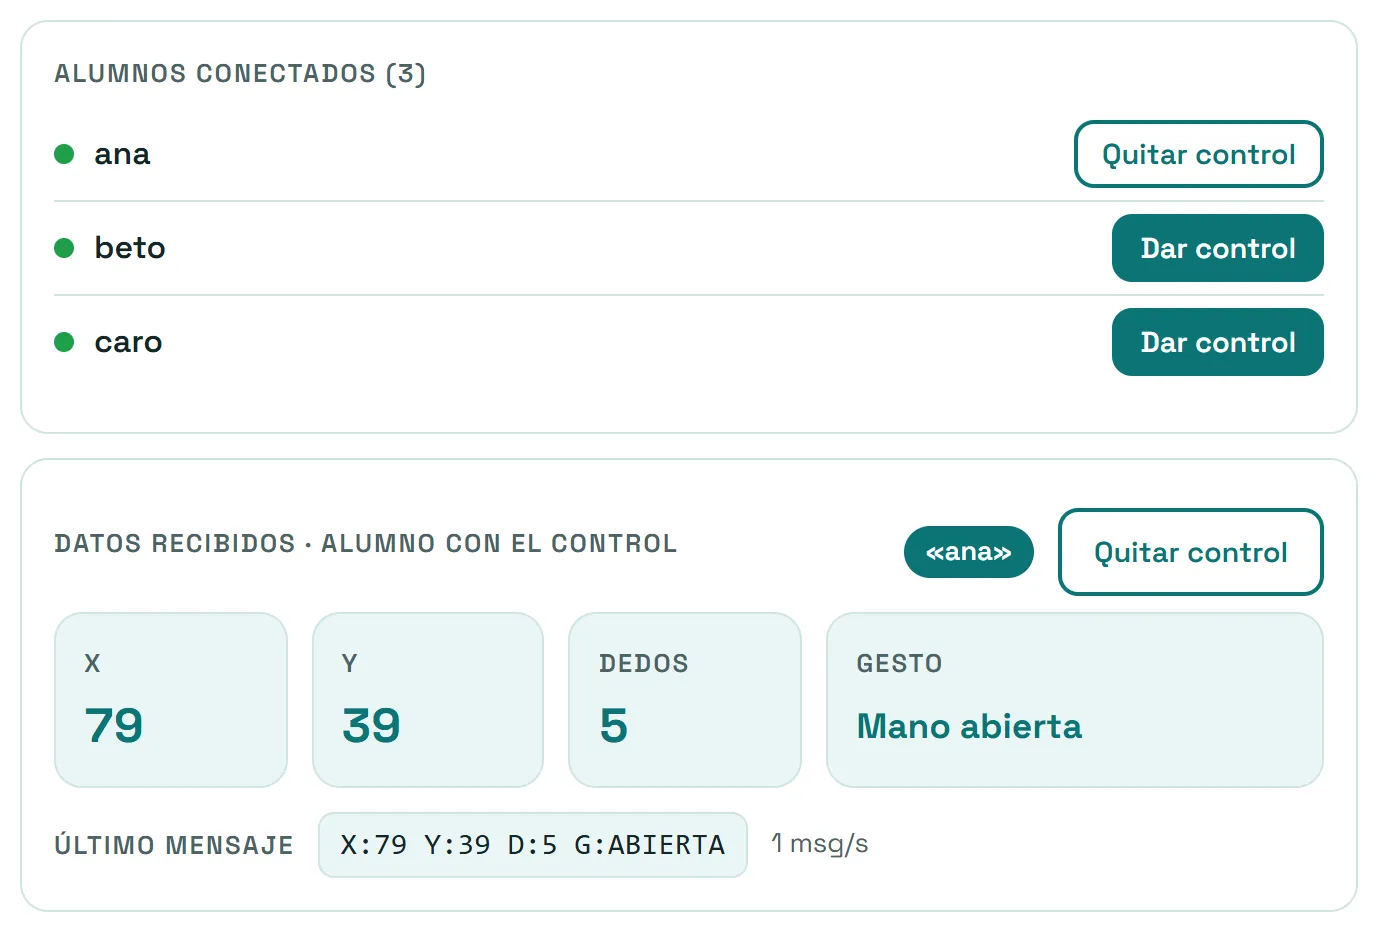 ALUMNOS CONECTADOS (3)
ana
Quitar control
beto
Dar control
caro
Dar control
DATOS RECIBIDOS · ALUMNO CON EL CONTROL
«ana»
Quitar control
X
79
Y
39
DEDOS
5
GESTO
Mano abierta
ÚLTIMO MENSAJE
X:79 Y:39 D:5 G:ABIERTA
1 msg/s